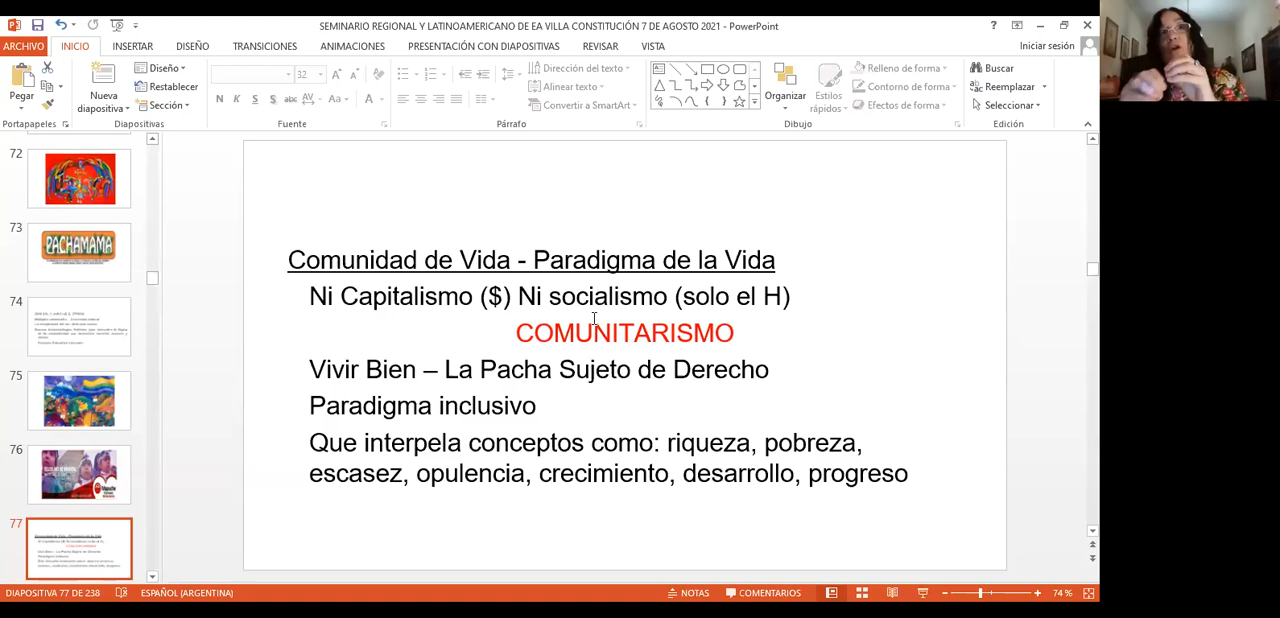 SEMINARIO REGIONAL Y LATINOAMERICANO DE EA VILLA CONSTITUCIÓN 7 DE AGOSTO 2021 - PowerPoint
ARCHIVO INICIO INSERTAR DISEÑO TRANSICIONES ANIMACIONES PRESENTACIÓN CON DIAPOSITIVAS REVISAR VISTA Iniciar sesión
Pegar
Nueva diapositiva
Diseño
Restablecer
Sección
32
N K S S abc AV Aa A
Dirección del texto
Alinear texto
Convertir a SmartArt
Organizar
Estilos rápidos
Relleno de forma
Contorno de forma
Efectos de forma
Buscar
Reemplazar
Seleccionar
Portapapeles Diapositivas Fuente Párrafo Dibujo Edición
72
73
PACHAMAMA
74
75
76
77
Comunidad de Vida - Paradigma de la Vida
Ni Capitalismo ($) Ni socialismo (solo el H)
COMUNITARISMO
Vivir Bien – La Pacha Sujeto de Derecho
Paradigma inclusivo
Que interpela conceptos como: riqueza, pobreza,
escasez, opulencia, crecimiento, desarrollo, progreso
DIAPOSITIVA 77 DE 238 ESPAÑOL (ARGENTINA) NOTAS COMENTARIOS 74 %